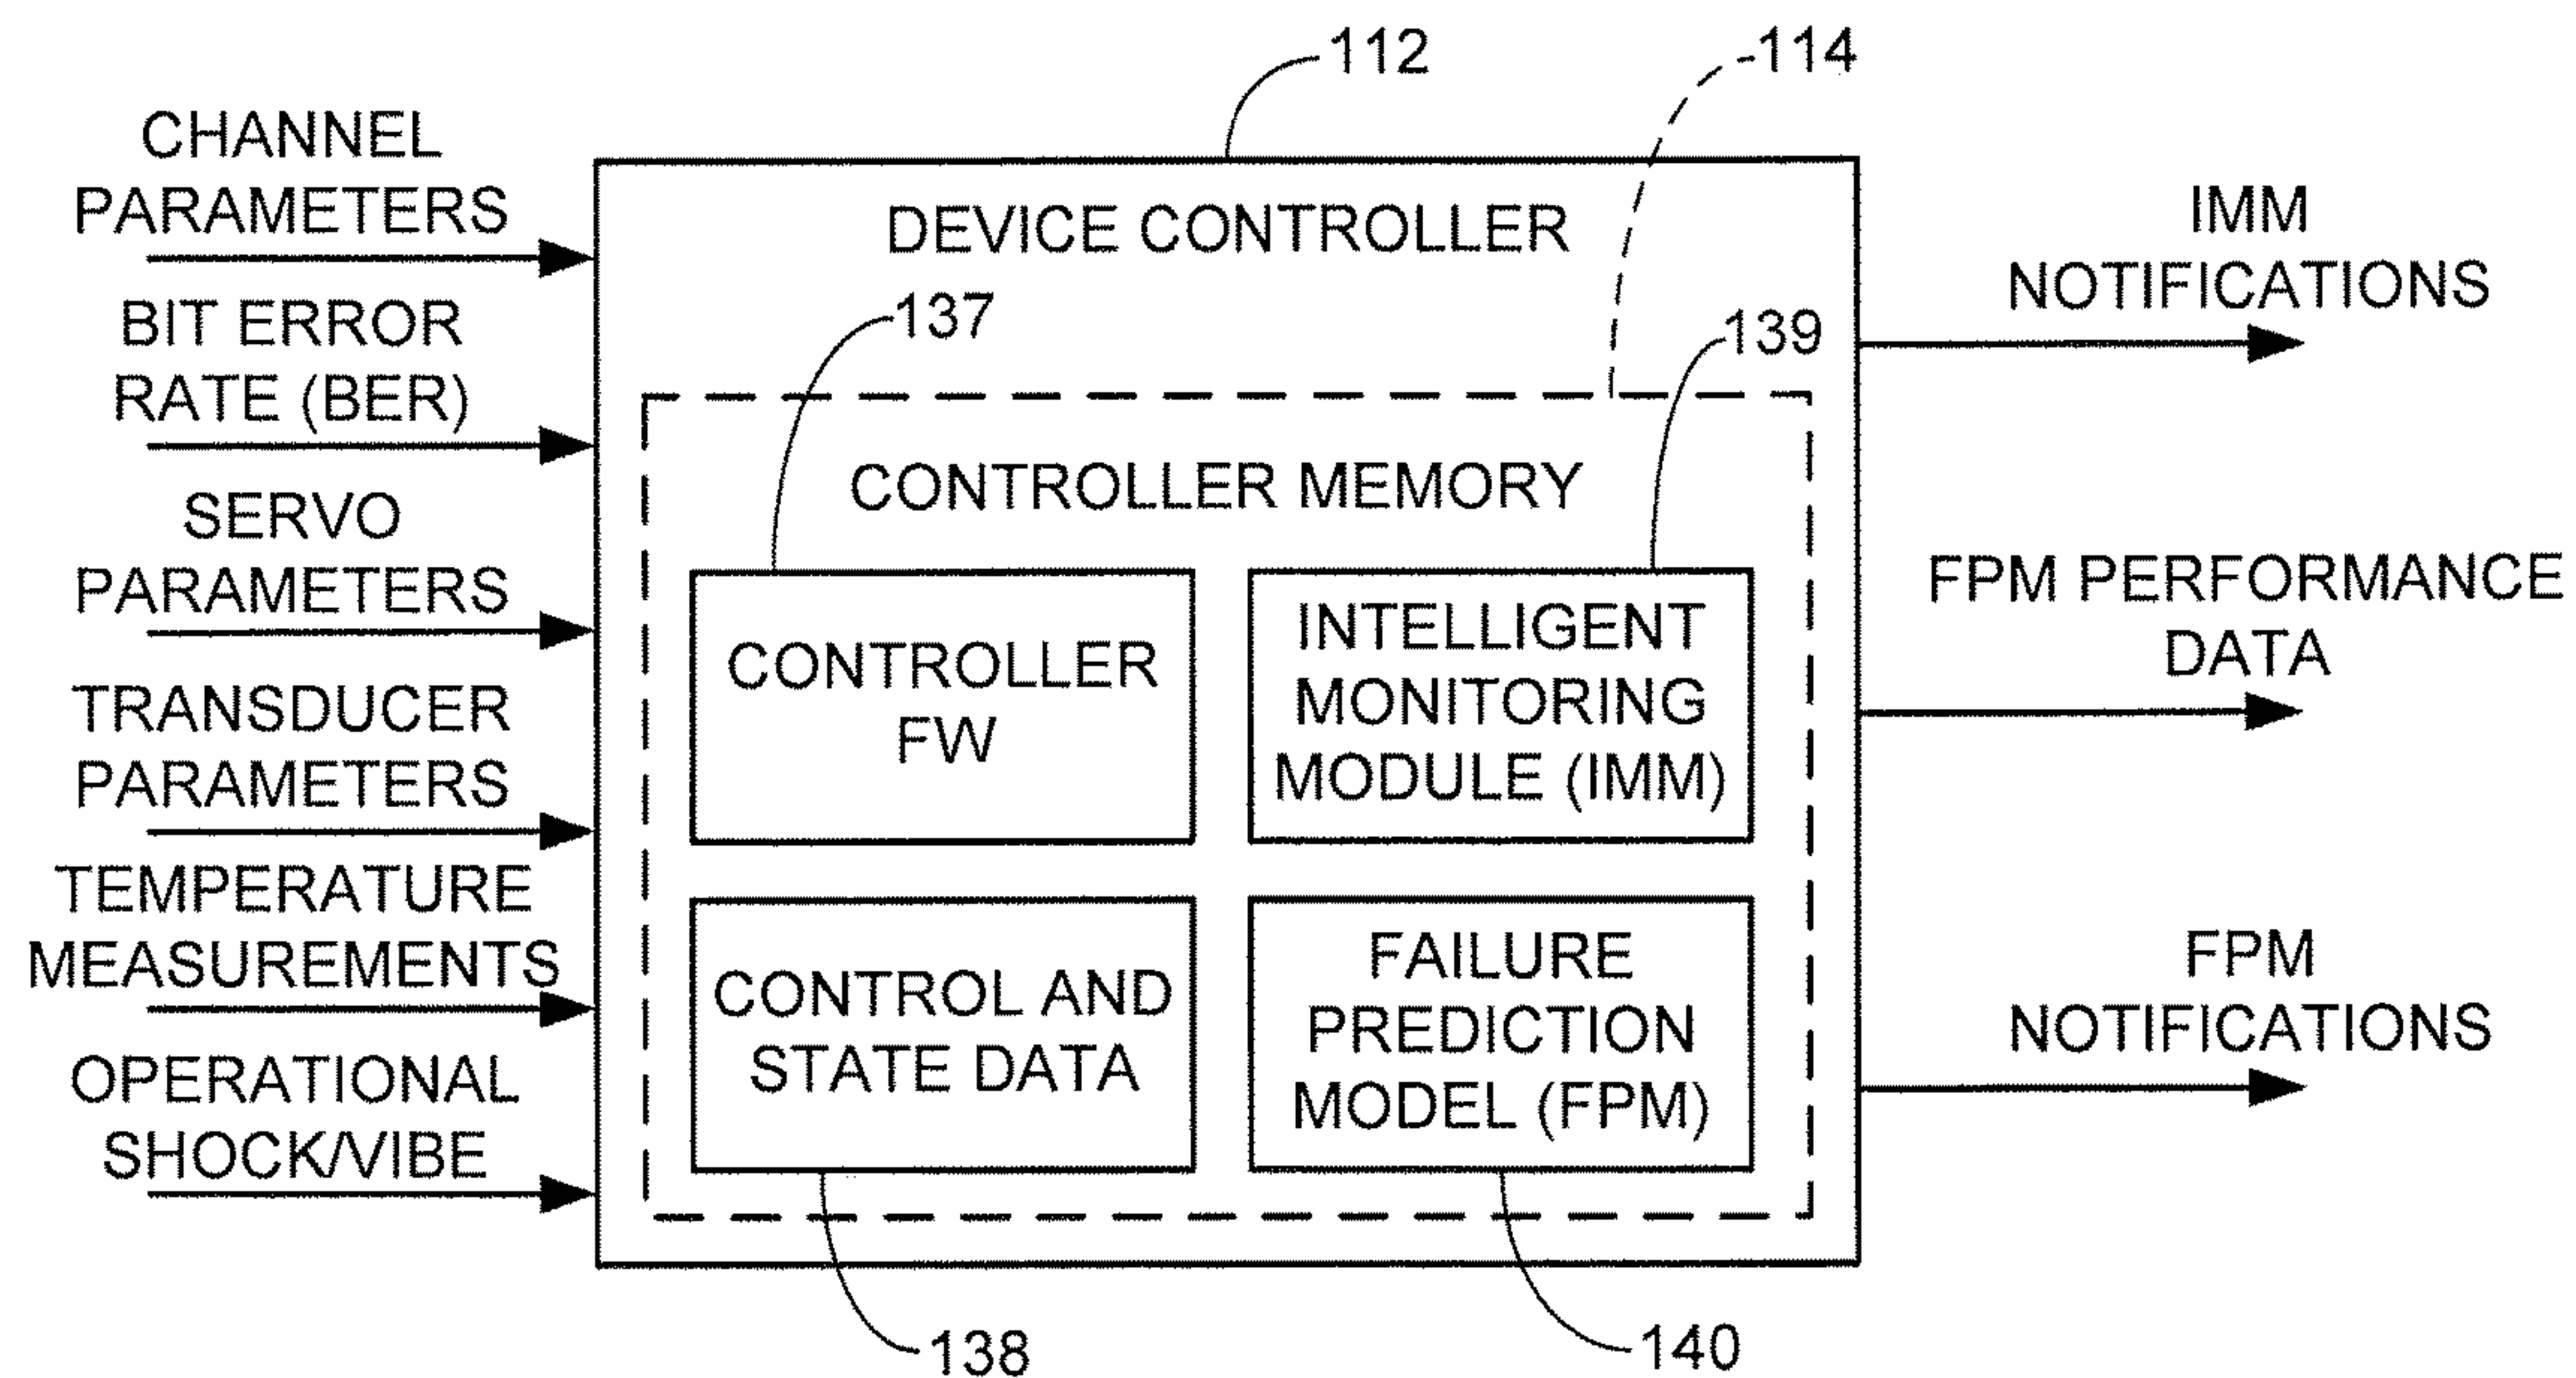 112
114
CHANNEL
PARAMETERS
BIT ERROR
RATE (BER)
SERVO
PARAMETERS
TRANSDUCER
PARAMETERS
TEMPERATURE
MEASUREMENTS
OPERATIONAL
SHOCK/VIBE
DEVICE CONTROLLER
137
139
CONTROLLER MEMORY
CONTROLLER
FW
INTELLIGENT
MONITORING
MODULE (IMM)
CONTROL AND
STATE DATA
FAILURE
PREDICTION
MODEL (FPM)
138
140
IMM
NOTIFICATIONS
FPM PERFORMANCE
DATA
FPM
NOTIFICATIONS